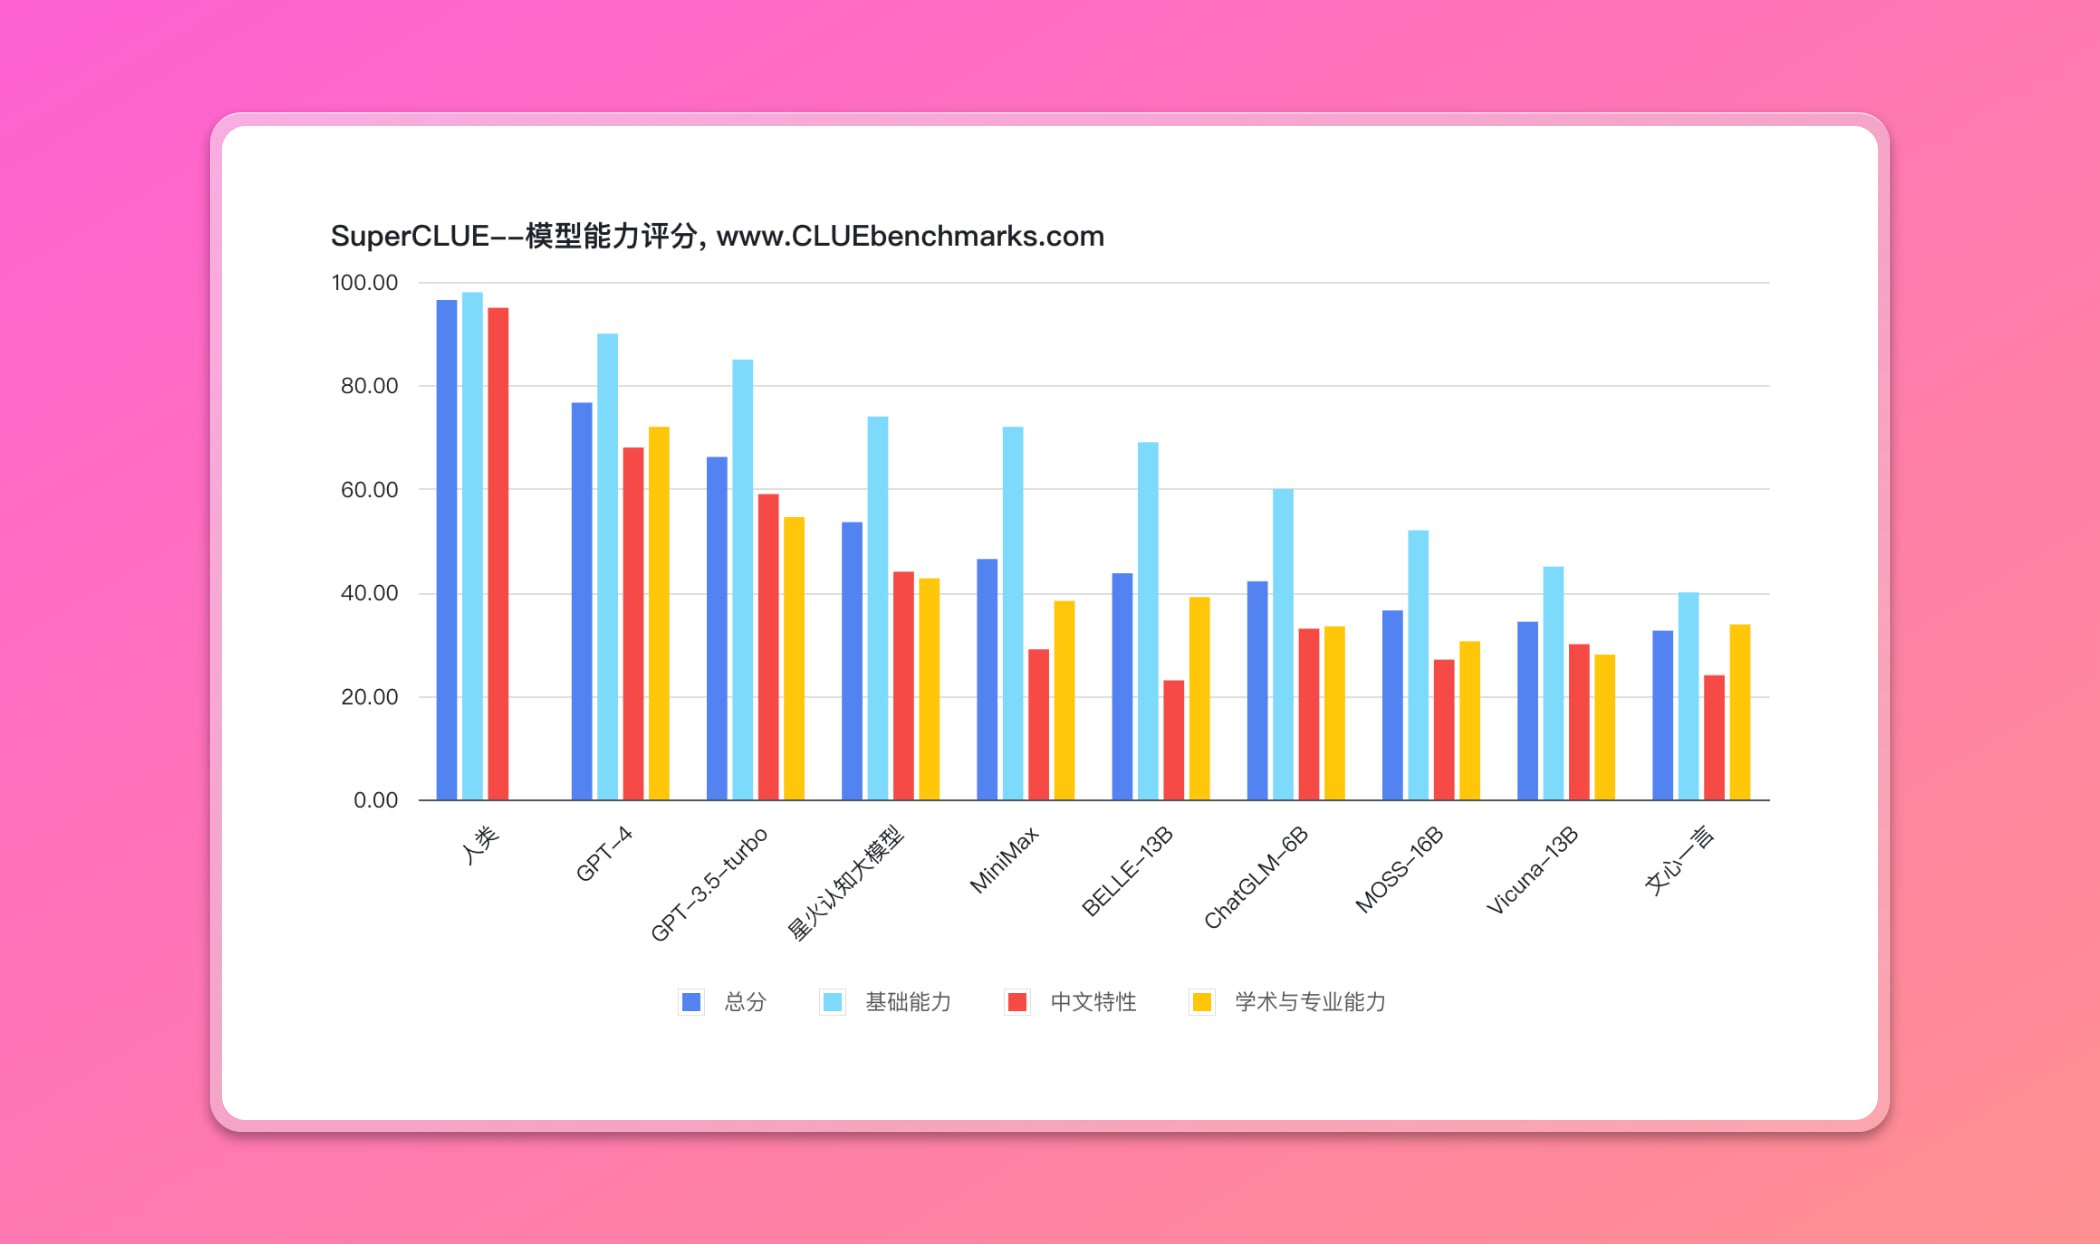 SuperCLUE--模型能力评分, www.CLUEbenchmarks.com
100.00
80.00
60.00
40.00
20.00
0.00
人类
GPT-4
GPT-3.5-turbo
星火认知大模型
MiniMax
BELLE-13B
ChatGLM-6B
MOSS-16B
Vicuna-13B
文心一言
总分
基础能力
中文特性
学术与专业能力